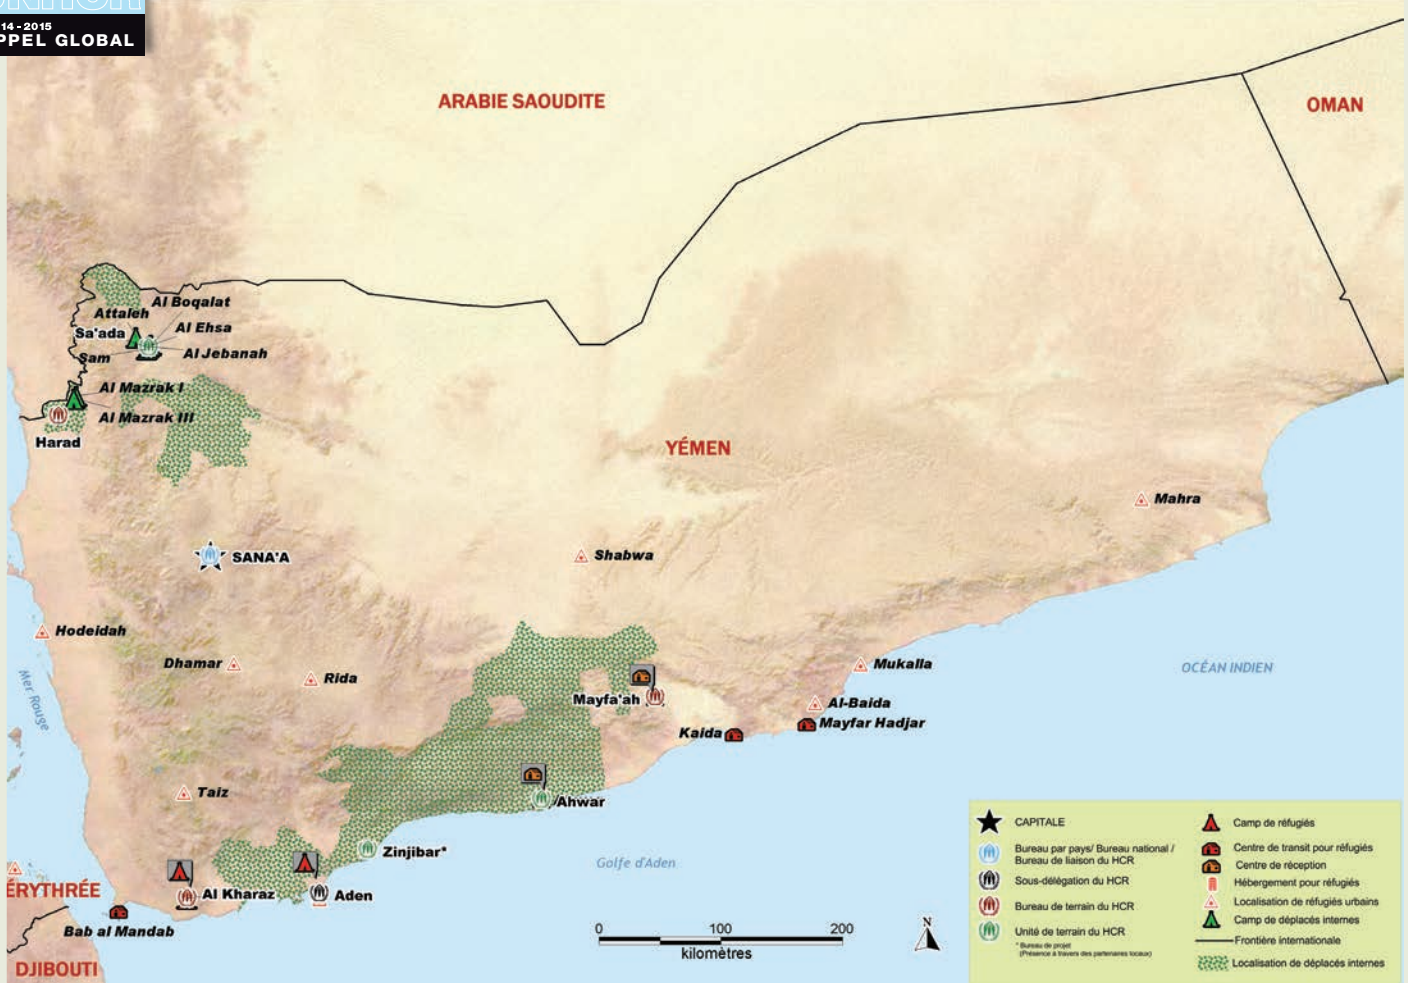 14 - 2015
PPEL GLOBAL
ARABIE SAOUDITE
OMAN
Al Boqalat
Attaleh
Al Ehsa
Sa'ada
Al Jebanah
Sam
Al Mazrak I
Al Mazrak III
Harad
YÉMEN
Mahra
SANA'A
Shabwa
Hodeidah
Dhamar
Rida
Mukalla
OCÉAN INDIEN
Mer Rouge
Mayfa'ah
Al-Baida
Mayfar Hadjar
Kaida
Taiz
Ahwar
Zinjibar*
Golfe d'Aden
ÉRYTHRÉE
Al Kharaz
Aden
Bab al Mandab
DJIBOUTI
0 100 200
kilomètres
N
CAPITALE
Bureau par pays/ Bureau national /
Bureau de liaison du HCR
Sous-délégation du HCR
Bureau de terrain du HCR
Unité de terrain du HCR
* Bureau de projet
(Présence à travers des partenaires locaux)
Camp de réfugiés
Centre de transit pour réfugiés
Centre de réception
Hébergement pour réfugiés
Localisation de réfugiés urbains
Camp de déplacés internes
Frontière internationale
Localisation de déplacés internes